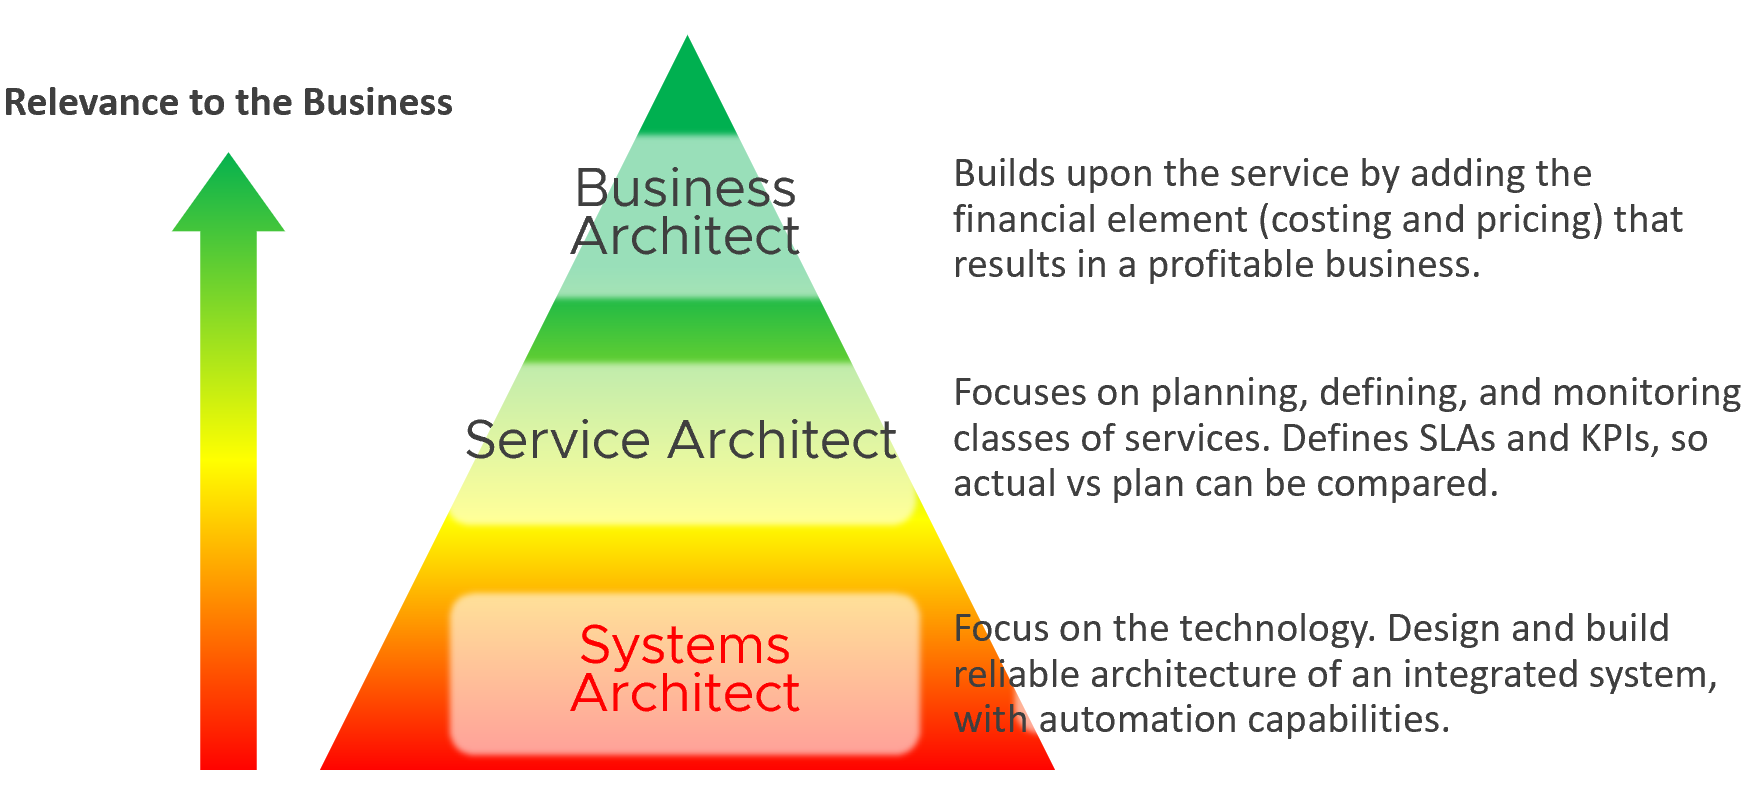 Relevance to the Business
Business
Architect
Builds upon the service by adding the
financial element (costing and pricing) that
results in a profitable business.
Service Architect
Focuses on planning, defining, and monitoring
classes of services. Defines SLAs and KPIs, so
actual vs plan can be compared.
Systems
Architect
Focus on the technology. Design and build
reliable architecture of an integrated system,
with automation capabilities.